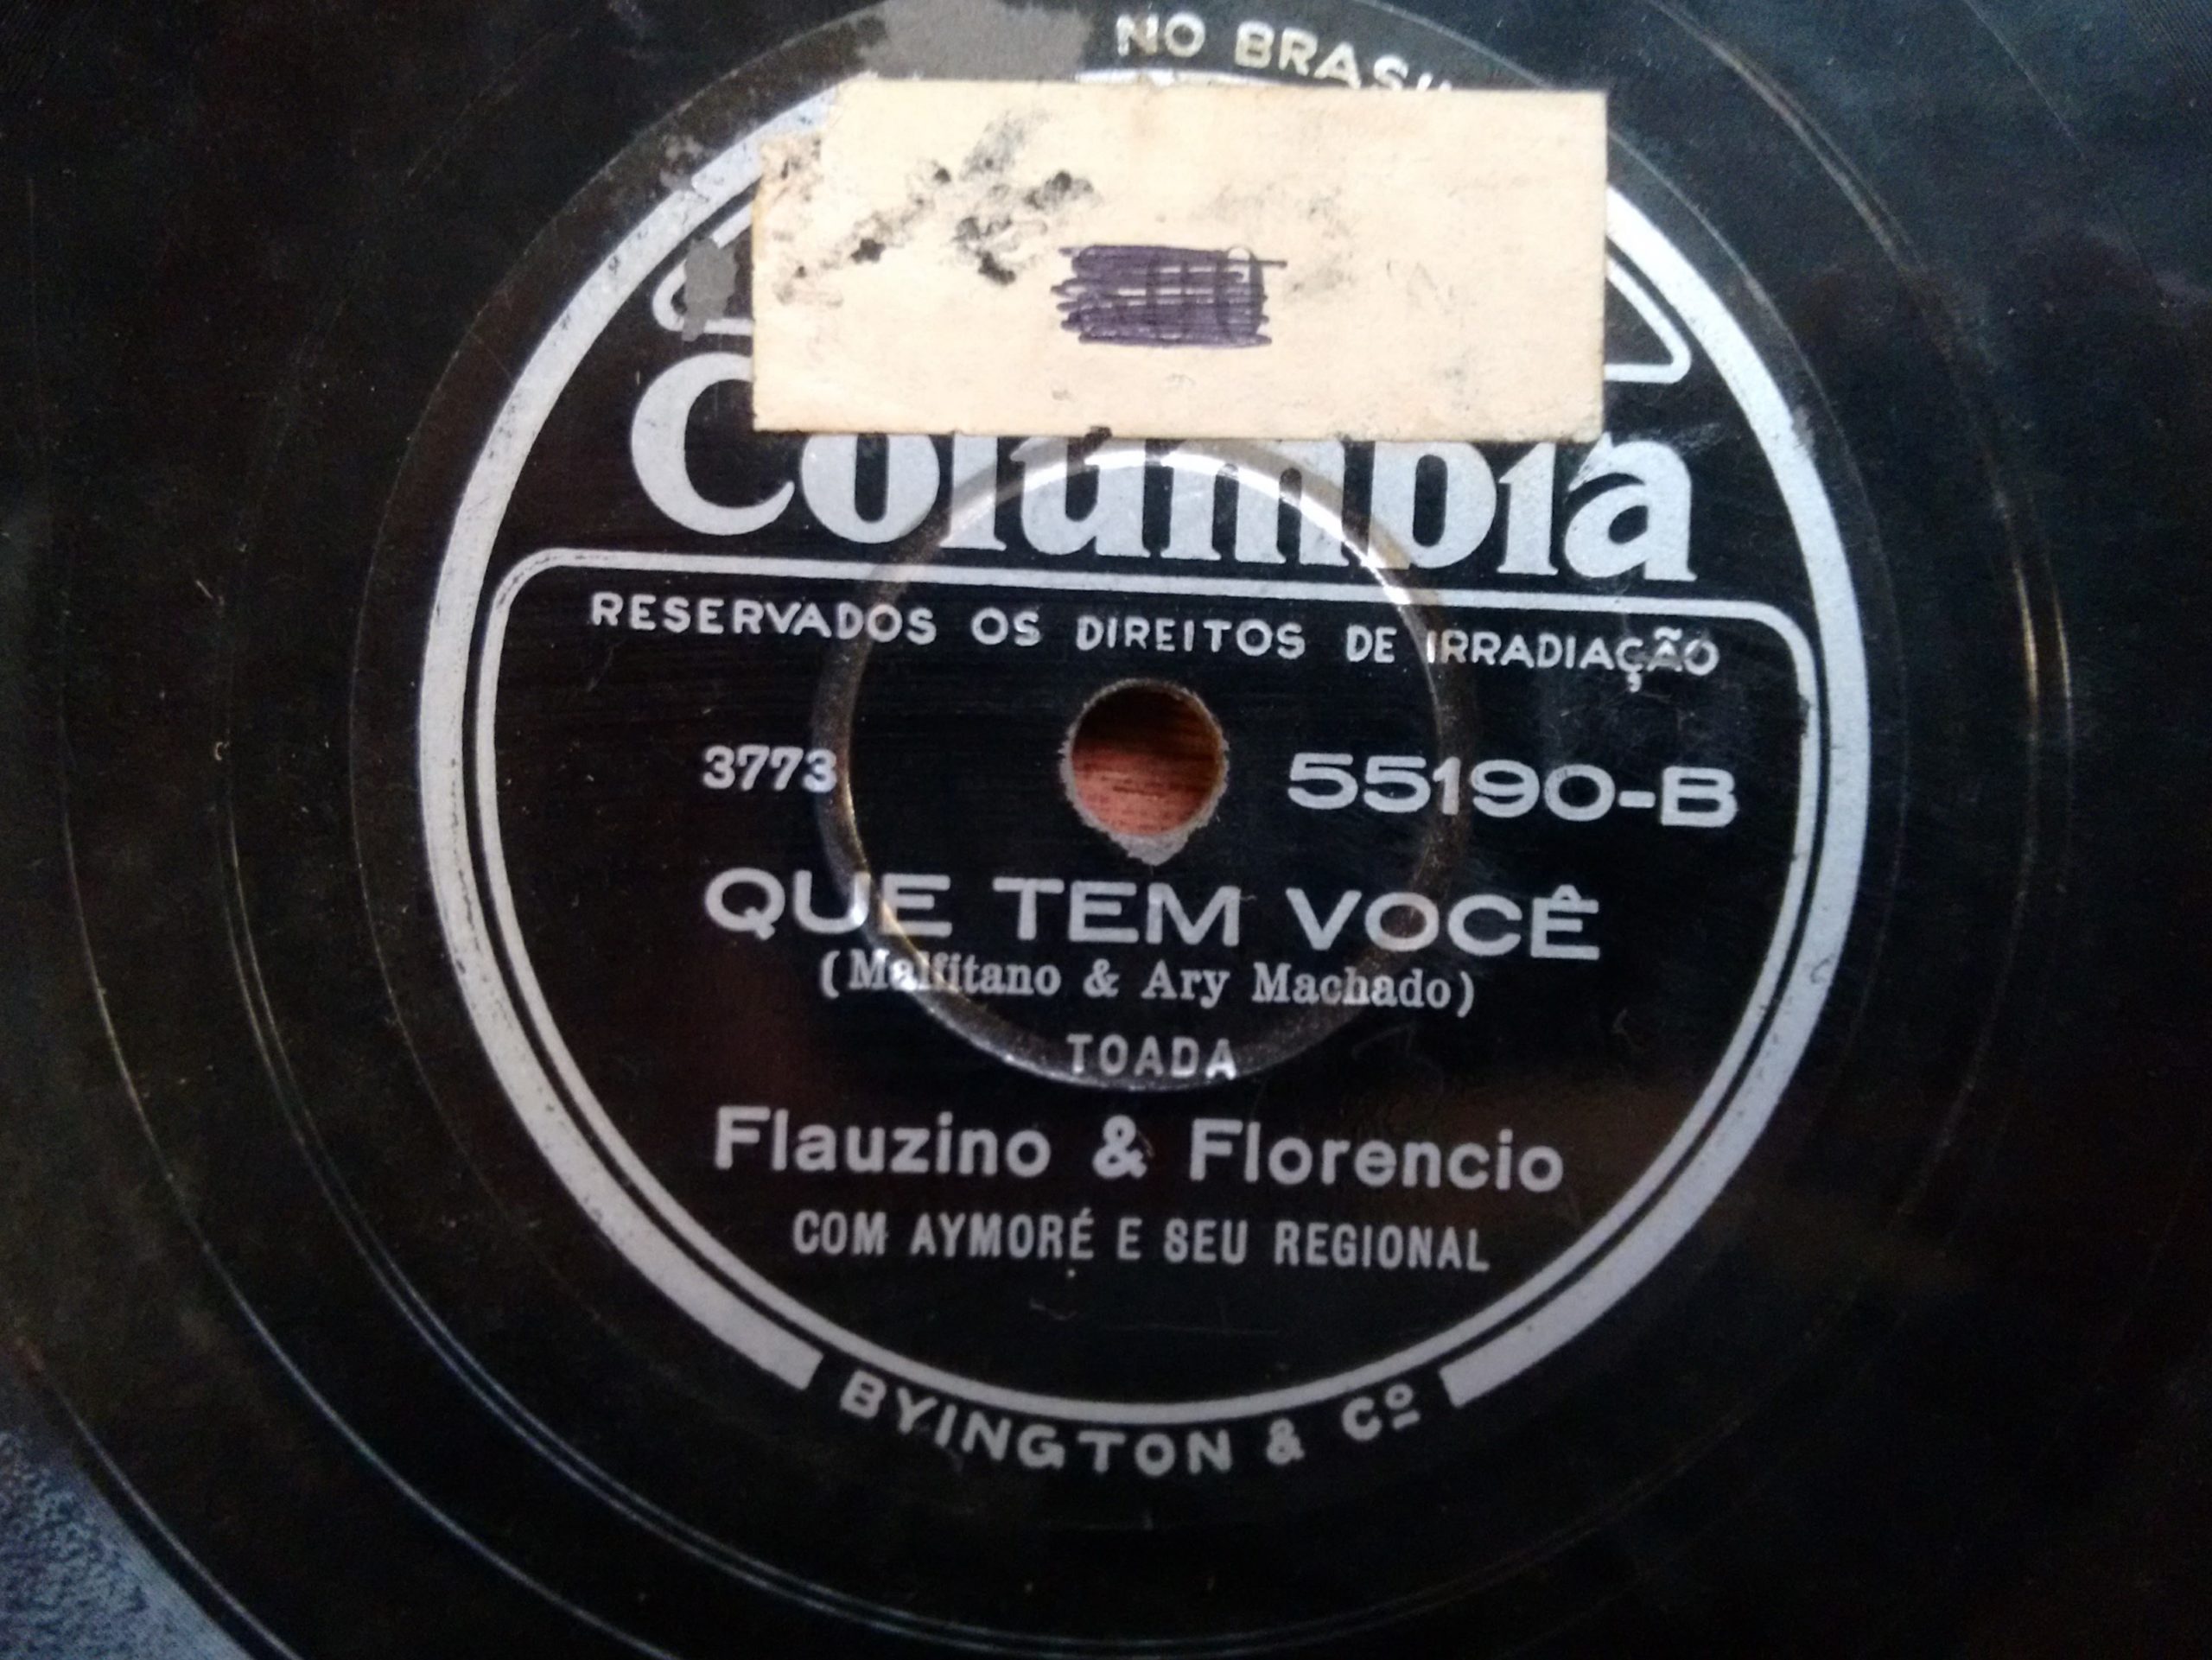 NO BRASIL
Columbia
RESERVADOS OS DIREITOS DE IRRADIAÇÃO
3773
55190-B
QUE TEM VOCÊ
(Malfitano & Ary Machado)
TOADA
Flauzino & Florencio
COM AYMORÉ E SEU REGIONAL
BYINGTON & Cº